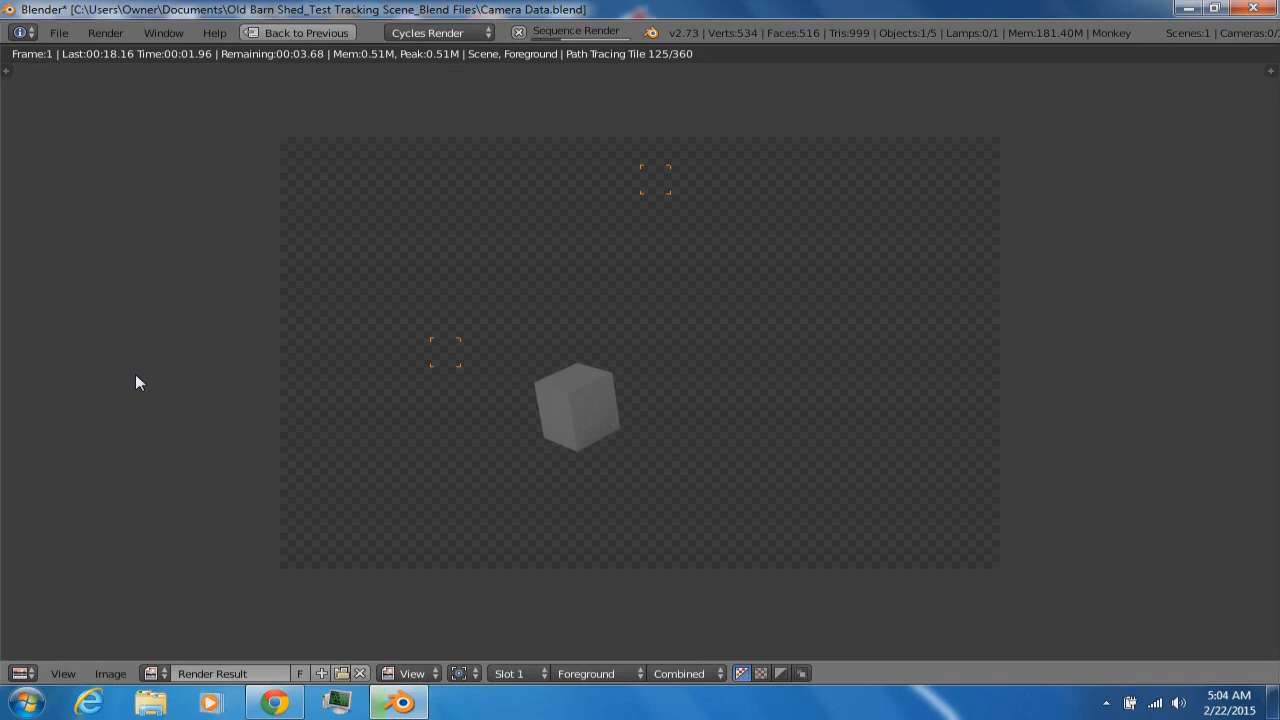 Blender* [C:\Users\Owner\Documents\Old Barn Shed_Test Tracking Scene_Blend Files\Camera Data.blend]
File Render Window Help Back to Previous Cycles Render Sequence Render v2.73 | Verts:534 | Faces:516 | Tris:999 | Objects:1/5 | Lamps:0/1 | Mem:181.40M | Monkey Scenes:1 | Cameras:0/
Frame:1 | Last:00:18.16 Time:00:01.96 | Remaining:00:03.68 | Mem:0.51M, Peak:0.51M | Scene, Foreground | Path Tracing Tile 125/360
View Image Render Result F View Slot 1 Foreground Combined
5:04 AM
2/22/2015